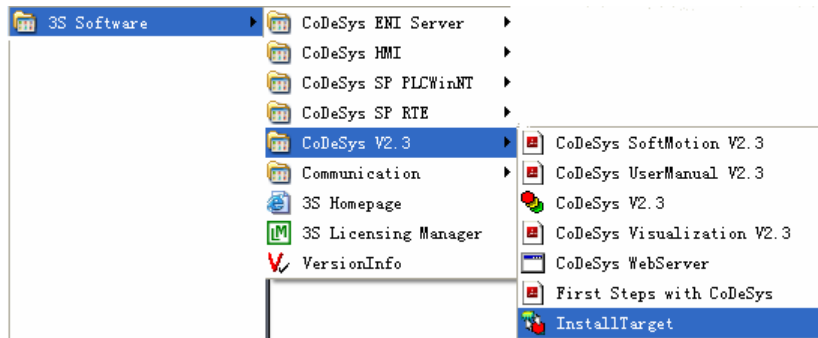 3S Software
CoDeSys ENI Server
CoDeSys HMI
CoDeSys SP PLCWinNT
CoDeSys SP RTE
CoDeSys V2.3
Communication
3S Homepage
3S Licensing Manager
VersionInfo
CoDeSys SoftMotion V2.3
CoDeSys UserManual V2.3
CoDeSys V2.3
CoDeSys Visualization V2.3
CoDeSys WebServer
First Steps with CoDeSys
InstallTarget